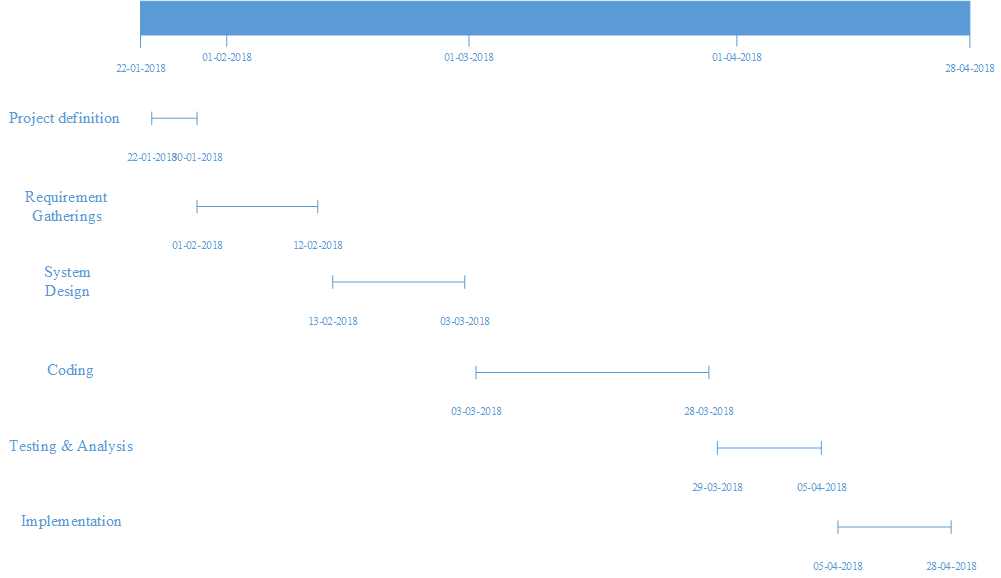 01-02-2018
01-03-2018
01-04-2018
22-01-2018
28-04-2018
Project definition
22-01-2018
30-01-2018
Requirement
Gatherings
01-02-2018
12-02-2018
System
Design
13-02-2018
03-03-2018
Coding
03-03-2018
28-03-2018
Testing & Analysis
29-03-2018
05-04-2018
Implementation
05-04-2018
28-04-2018